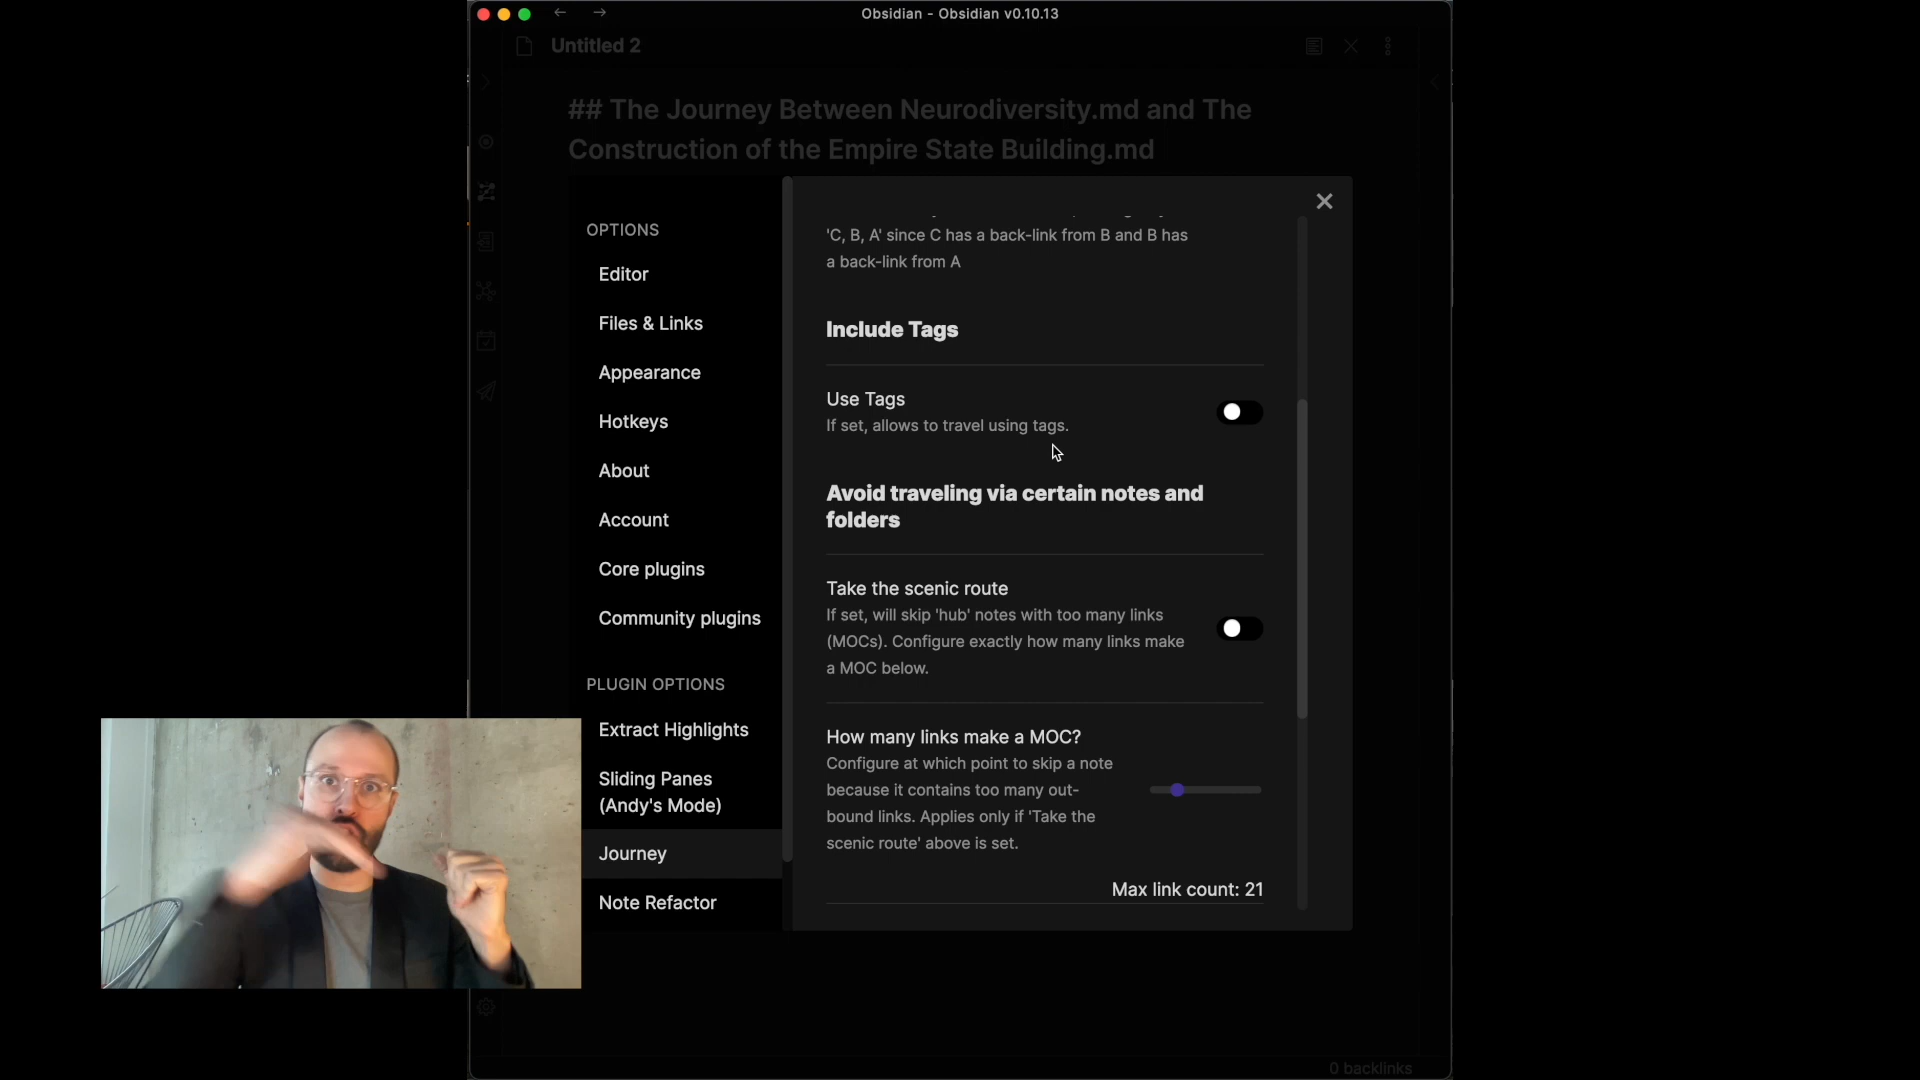 Obsidian - Obsidian v0.10.13
Untitled 2
## The Journey Between Neurodiversity.md and The
Construction of the Empire State Building.md
OPTIONS
Editor
Files & Links
Appearance
Hotkeys
About
Account
Core plugins
Community plugins
PLUGIN OPTIONS
Extract Highlights
Sliding Panes
(Andy's Mode)
Journey
Note Refactor
'C, B, A' since C has a back-link from B and B has
a back-link from A
Include Tags
Use Tags
If set, allows to travel using tags.
Avoid traveling via certain notes and
folders
Take the scenic route
If set, will skip 'hub' notes with too many links
(MOCs). Configure exactly how many links make
a MOC below.
How many links make a MOC?
Configure at which point to skip a note
because it contains too many out-
bound links. Applies only if 'Take the
scenic route' above is set.
Max link count: 21
0 backlinks